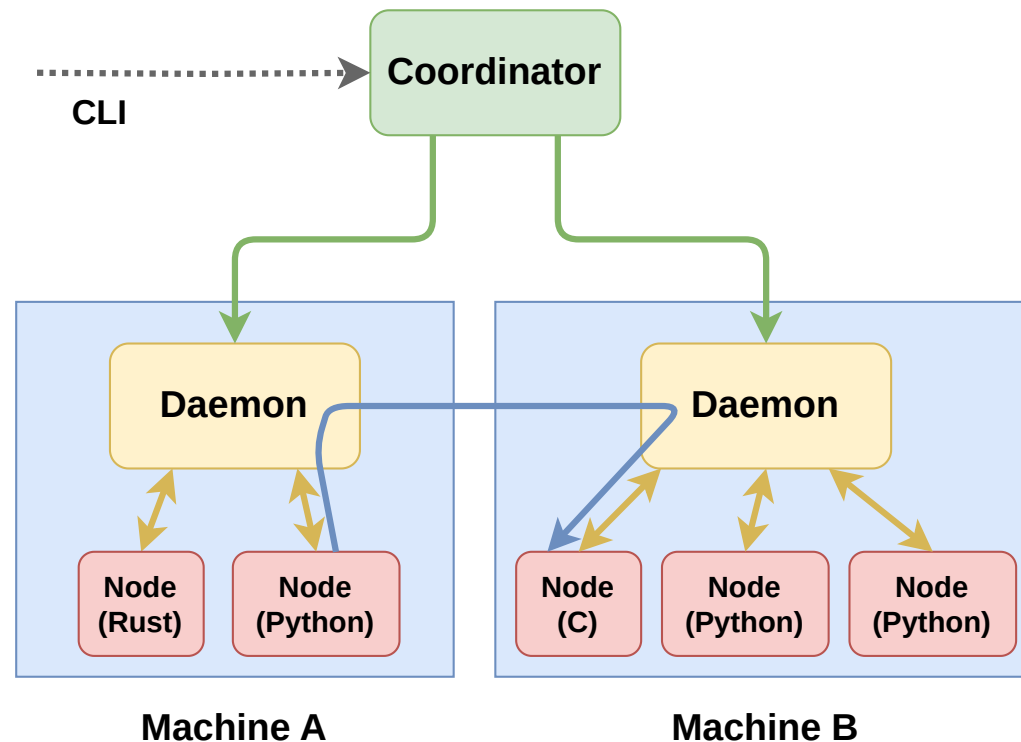 Coordinator
CLI
Daemon
Daemon
Node
(Rust)
Node
(Python)
Node
(C)
Node
(Python)
Node
(Python)
Machine A
Machine B